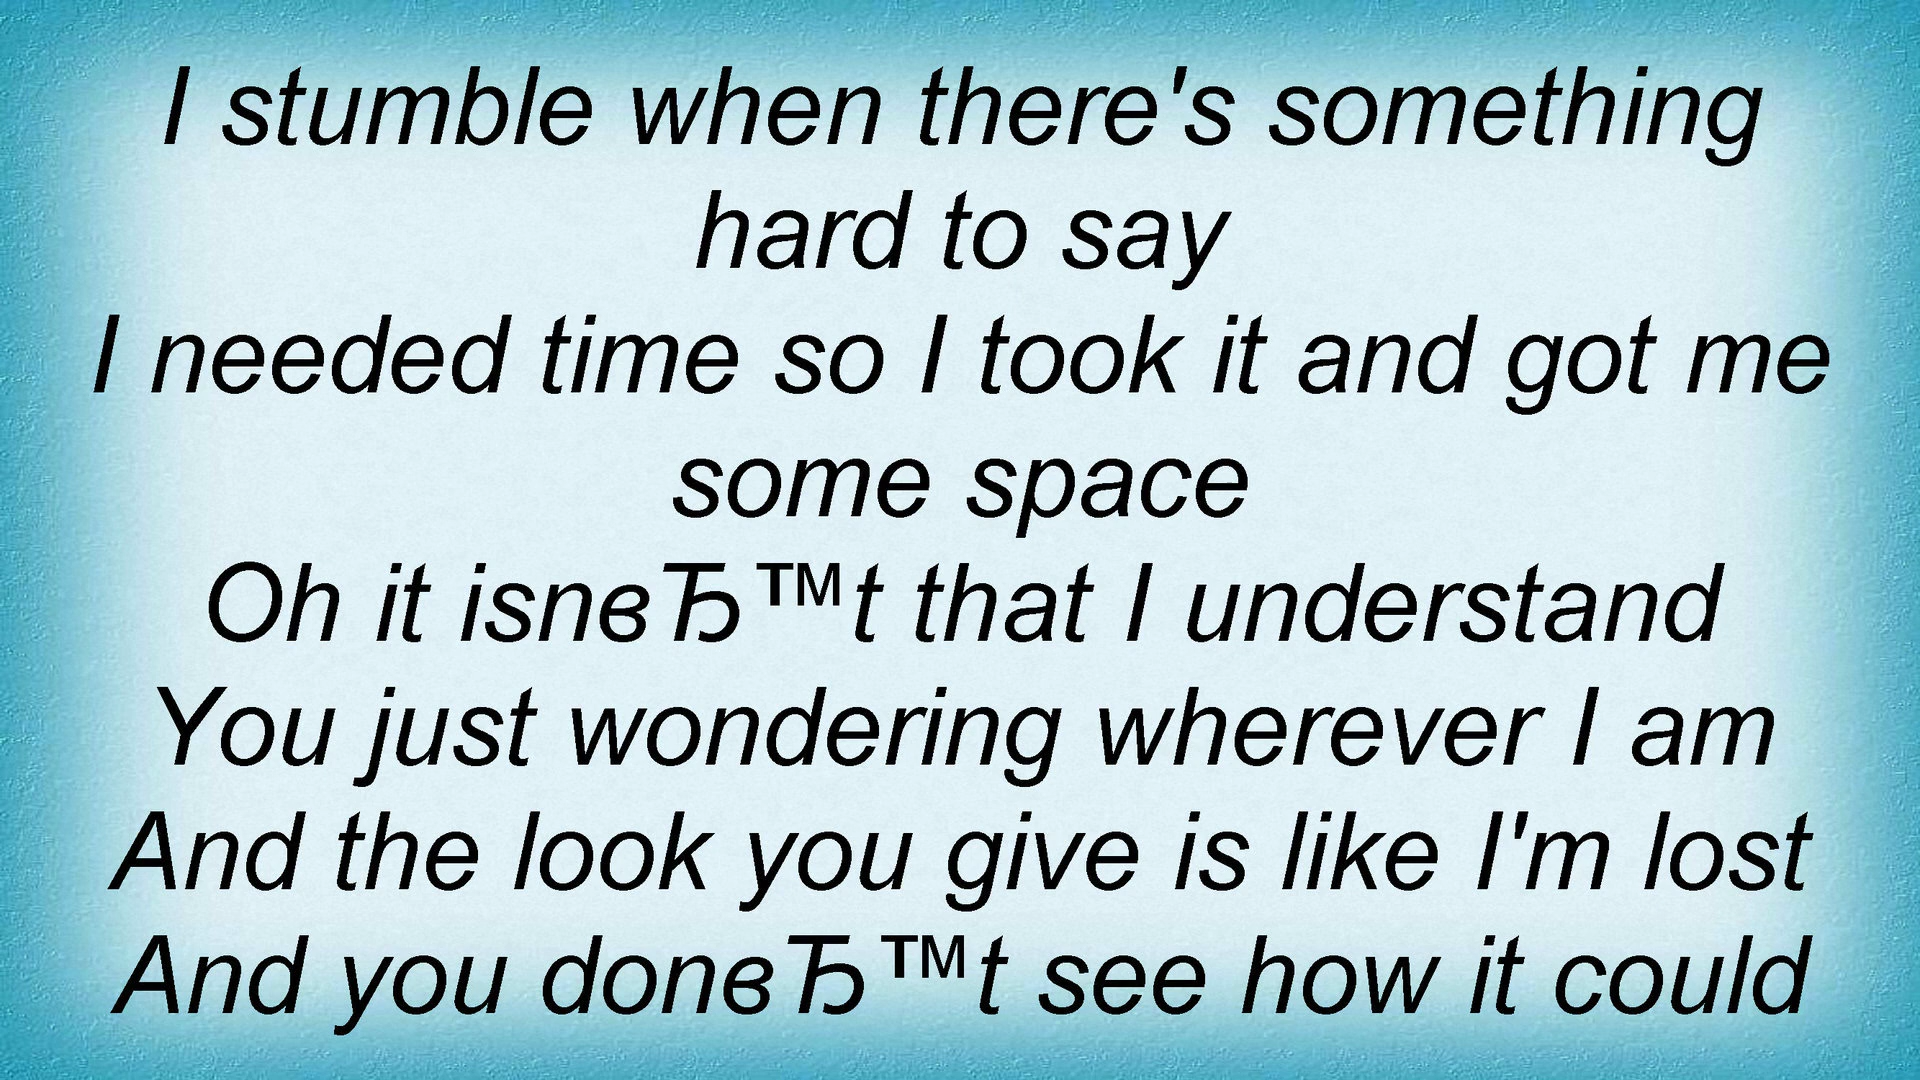 I stumble when there's something
hard to say
I needed time so I took it and got me
some space
Oh it isnвЂ™t that I understand
You just wondering wherever I am
And the look you give is like I'm lost
And you donвЂ™t see how it could